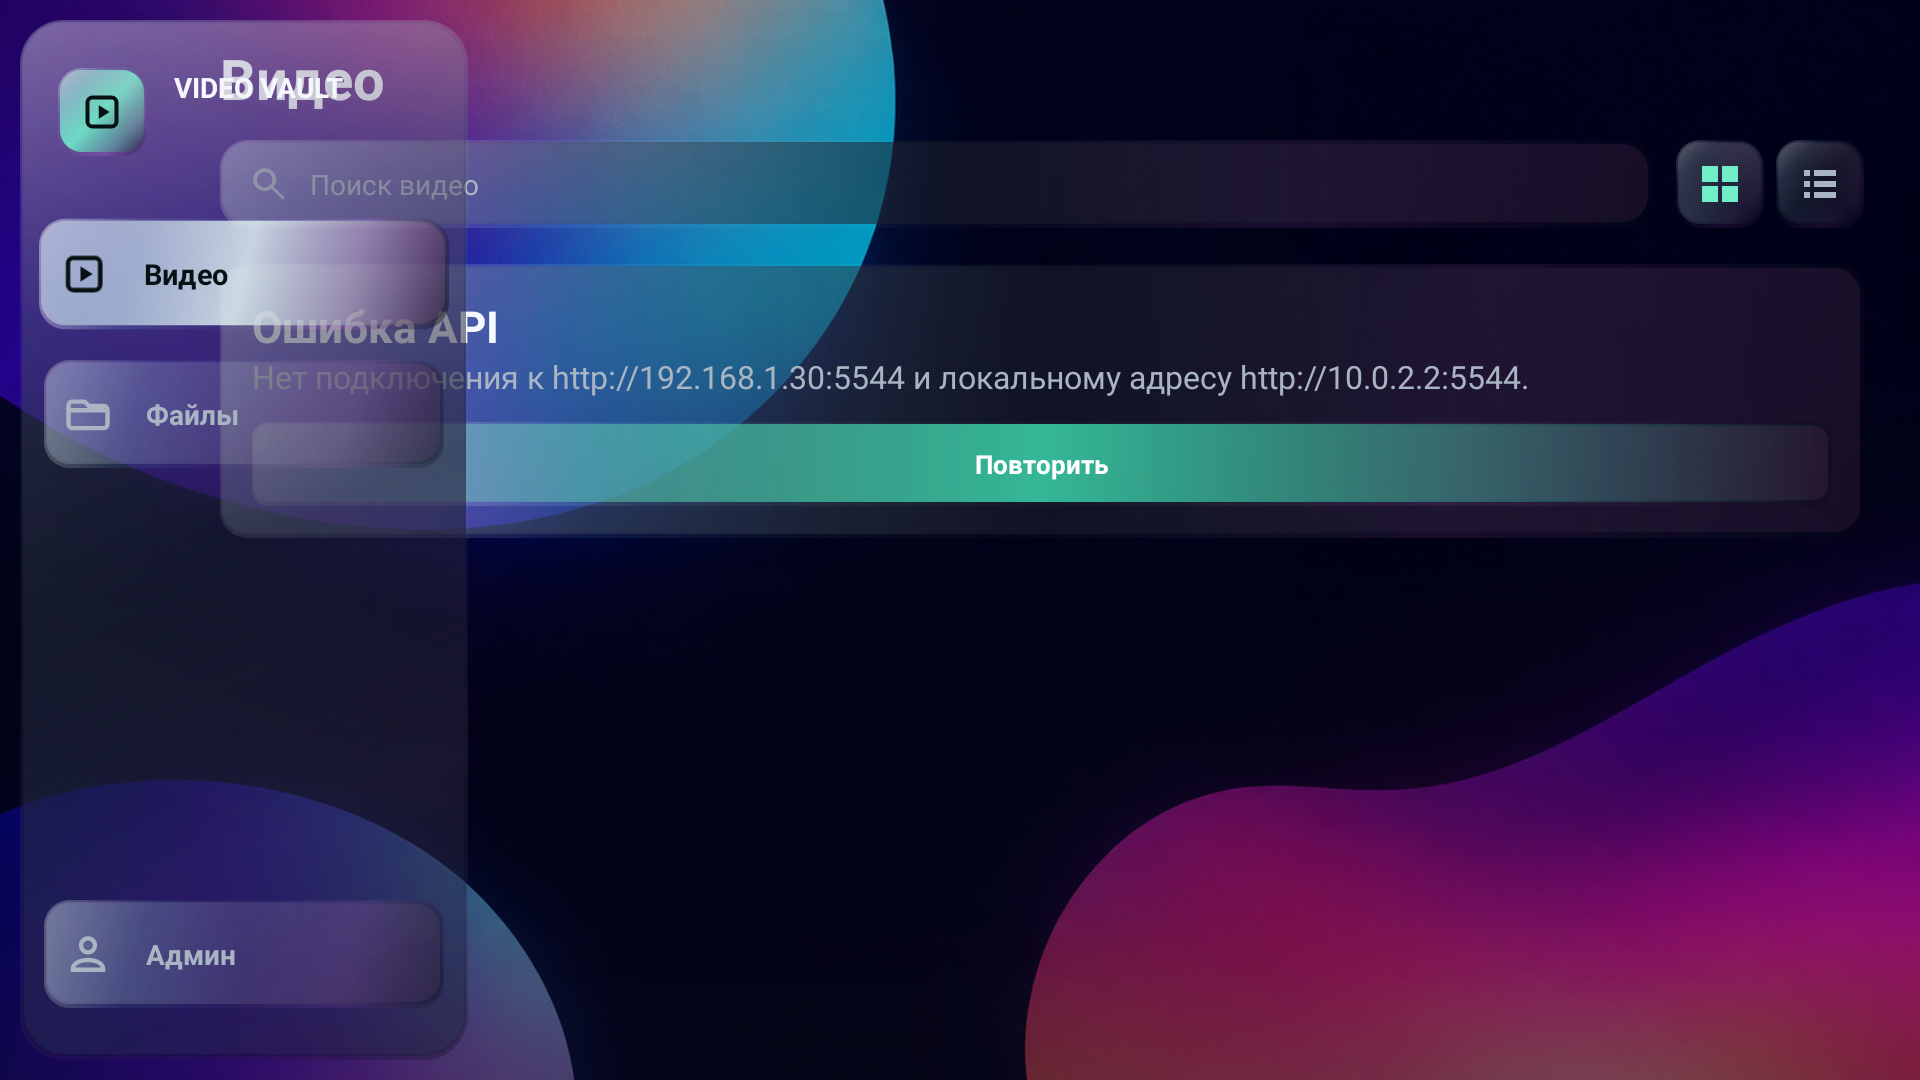 VIDEO VAULT
Видео
Поиск видео
Видео
Ошибка API
Нет подключения к http://192.168.1.30:5544 и локальному адресу http://10.0.2.2:5544.
Файлы
Повторить
Админ